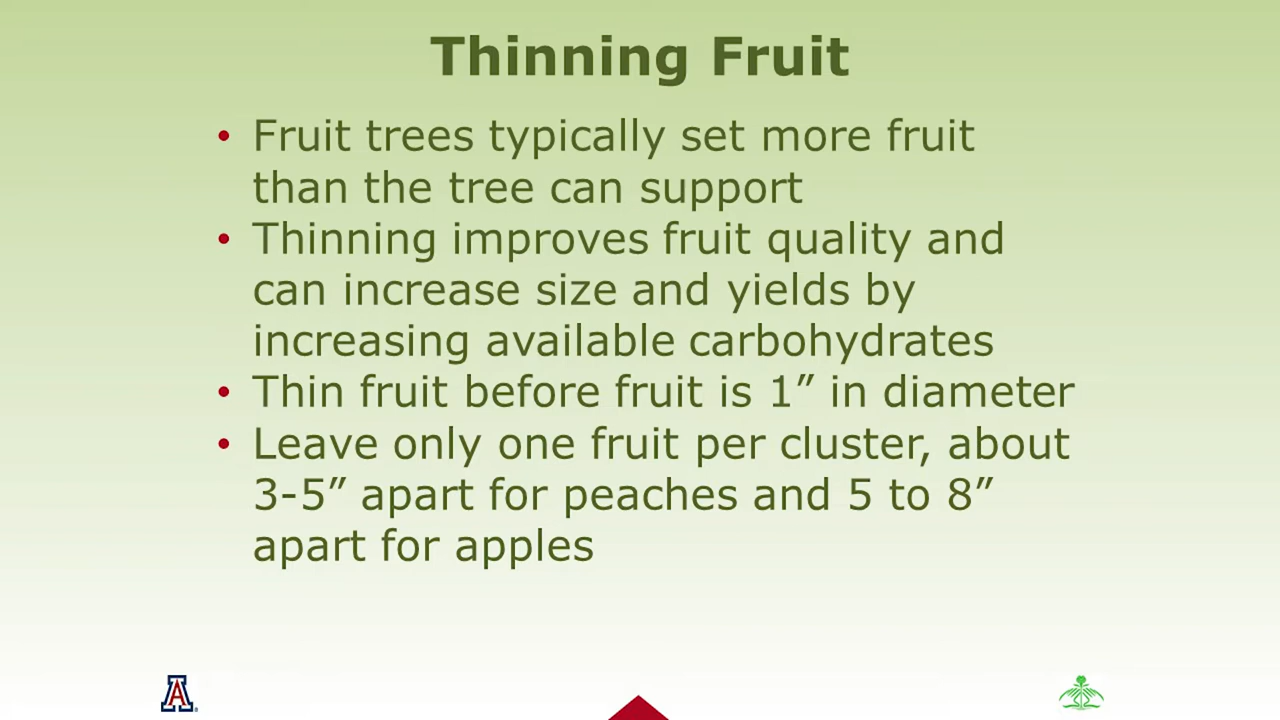 Thinning Fruit
• Fruit trees typically set more fruit
than the tree can support
• Thinning improves fruit quality and
can increase size and yields by
increasing available carbohydrates
• Thin fruit before fruit is 1” in diameter
• Leave only one fruit per cluster, about
3-5” apart for peaches and 5 to 8”
apart for apples
A